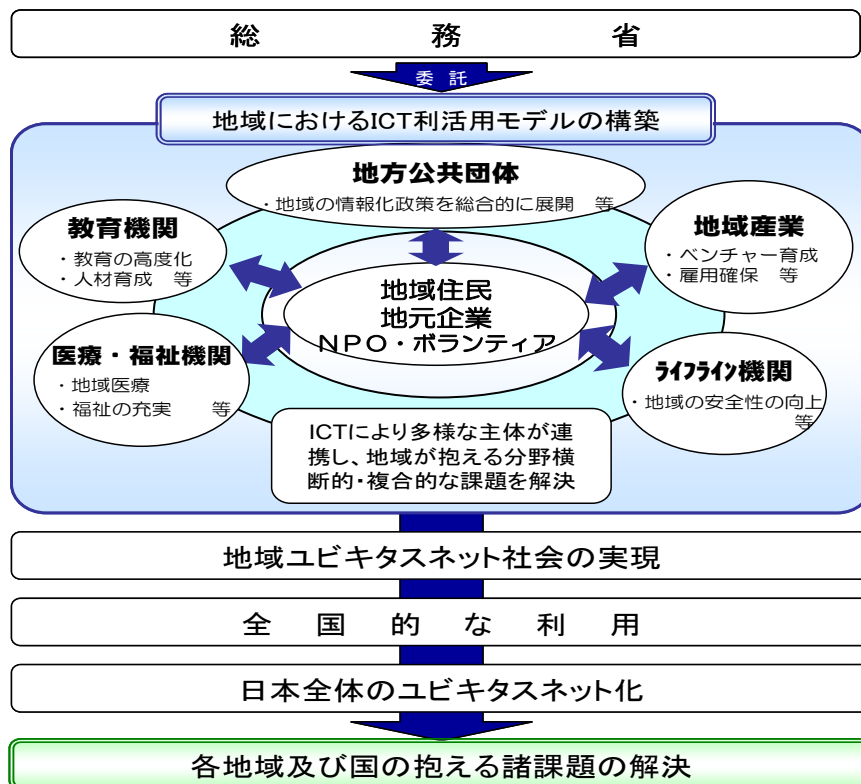 総務省
委託
地域におけるICT利活用モデルの構築
地方公共団体
・地域の情報化政策を総合的に展開　等
教育機関
・教育の高度化
・人材育成　等
地域産業
・ベンチャー育成
・雇用確保　等
地域住民
地元企業
NPO・ボランティア
医療・福祉機関
・地域医療
・福祉の充実　等
ﾗｲﾌﾗｲﾝ機関
・地域の安全性の向上
等
ICTにより多様な主体が連
携し、地域が抱える分野横
断的・複合的な課題を解決
地域ユビキタスネット社会の実現
全国的な利用
日本全体のユビキタスネット化
各地域及び国の抱える諸課題の解決